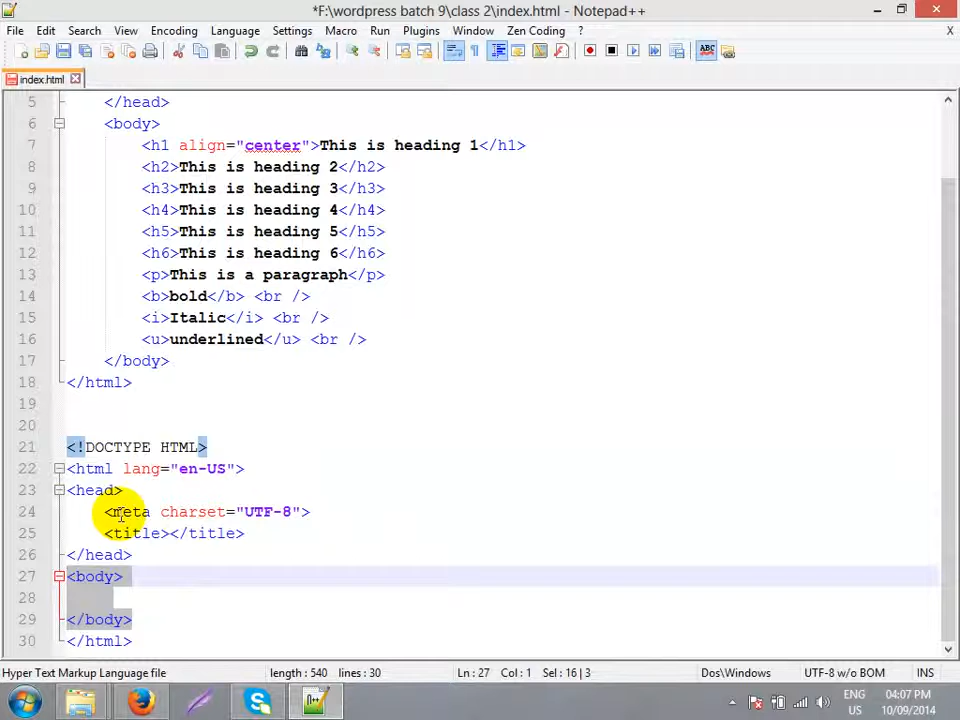 *F:\wordpress batch 9\class 2\index.html - Notepad++
File Edit Search View Encoding Language Settings Macro Run Plugins Window Zen Coding ? X
index.html
5 </head>
6 <body>
7 <h1 align="center">This is heading 1</h1>
8 <h2>This is heading 2</h2>
9 <h3>This is heading 3</h3>
10 <h4>This is heading 4</h4>
11 <h5>This is heading 5</h5>
12 <h6>This is heading 6</h6>
13 <p>This is a paragraph</p>
14 <b>bold</b> <br />
15 <i>Italic</i> <br />
16 <u>underlined</u> <br />
17 </body>
18 </html>
19
20
21 <!DOCTYPE HTML>
22 <html lang="en-US">
23 <head>
24 <meta charset="UTF-8">
25 <title></title>
26 </head>
27 <body>
28
29 </body>
30 </html>
Hyper Text Markup Language file length : 540 lines : 30 Ln : 27 Col : 1 Sel : 16 | 3 Dos\Windows UTF-8 w/o BOM INS
ENG 04:07 PM
US 10/09/2014